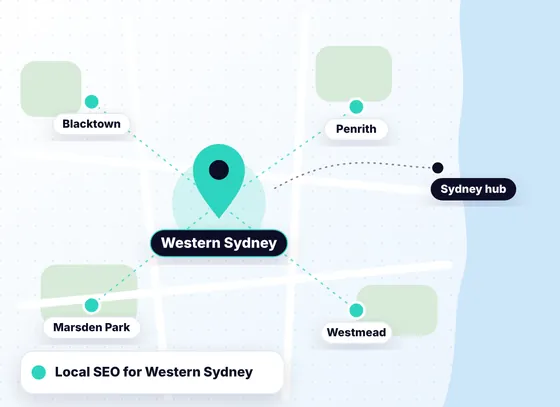 Blacktown
Penrith
Sydney hub
Western Sydney
Marsden Park
Westmead
Local SEO for Western Sydney